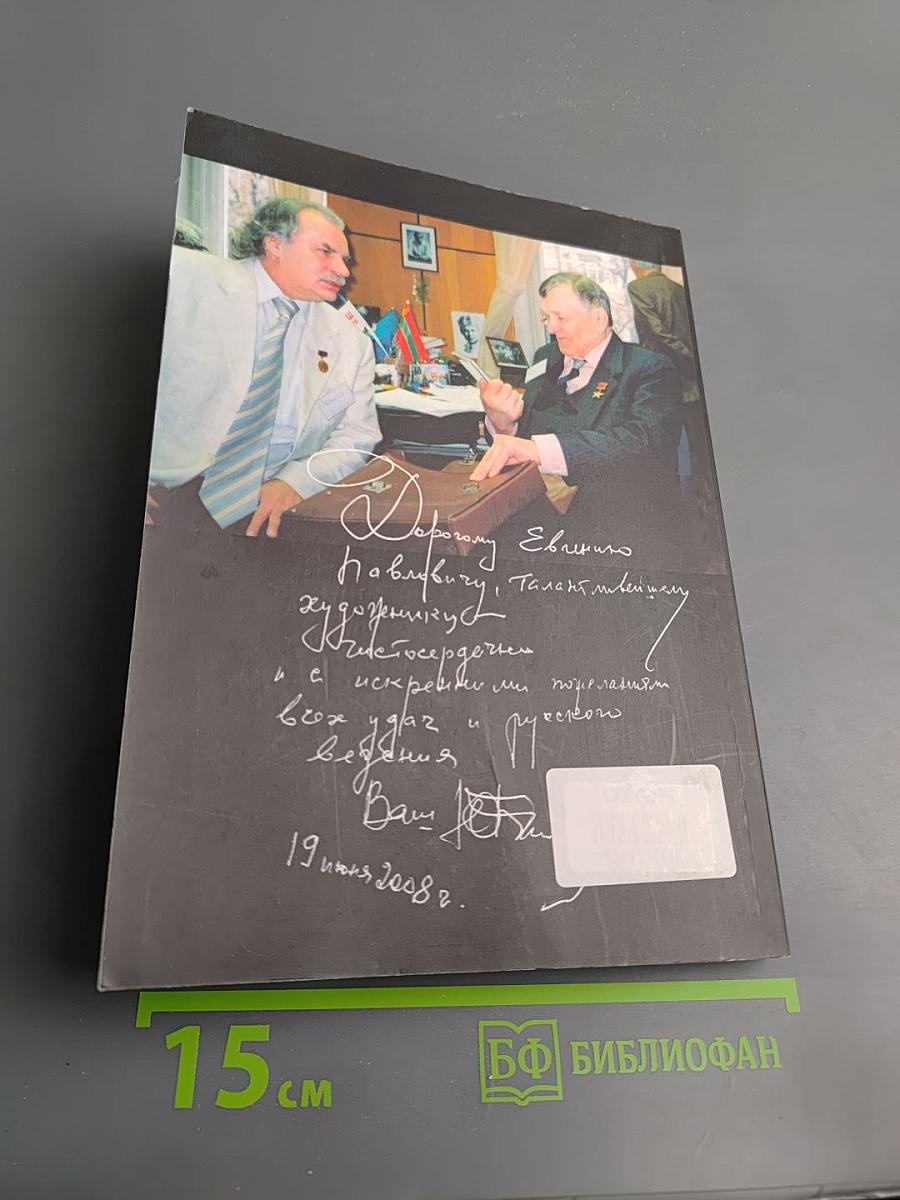 Дорогому Евгению
Павловичу, талантливейшему
художнику
чистосердечно
и с искренними пожеланиями
всех удач и русского
ведения
Ваш
19 июня 2008 г.
15 см
БФ БИБЛИОФАН